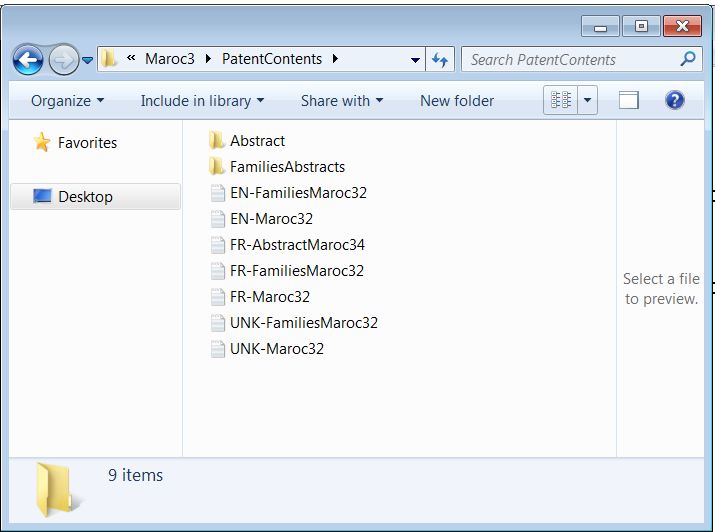 « Maroc3 PatentContents Search PatentContents
Organize Include in library Share with New folder
Favorites
Desktop
Abstract
FamiliesAbstracts
EN-FamiliesMaroc32
EN-Maroc32
FR-AbstractMaroc34
FR-FamiliesMaroc32
FR-Maroc32
UNK-FamiliesMaroc32
UNK-Maroc32
Select a file
to preview.
9 items